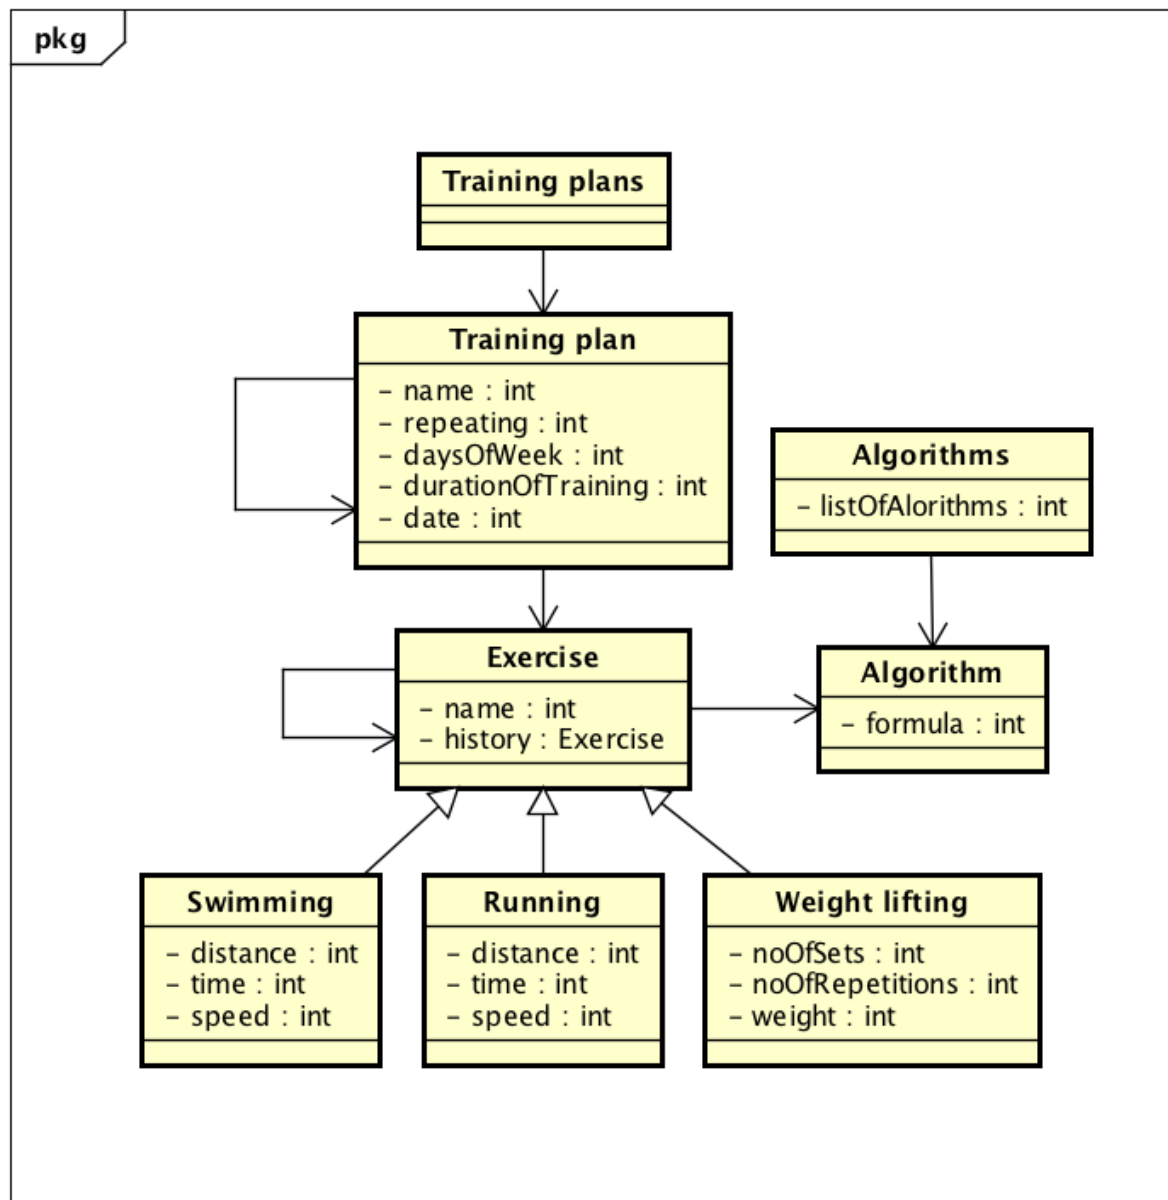 pkg
Training plans
Training plan
– name : int
– repeating : int
– daysOfWeek : int
– durationOfTraining : int
– date : int
Algorithms
– listOfAlorithms : int
Exercise
– name : int
– history : Exercise
Algorithm
– formula : int
Swimming
– distance : int
– time : int
– speed : int
Running
– distance : int
– time : int
– speed : int
Weight lifting
– noOfSets : int
– noOfRepetitions : int
– weight : int